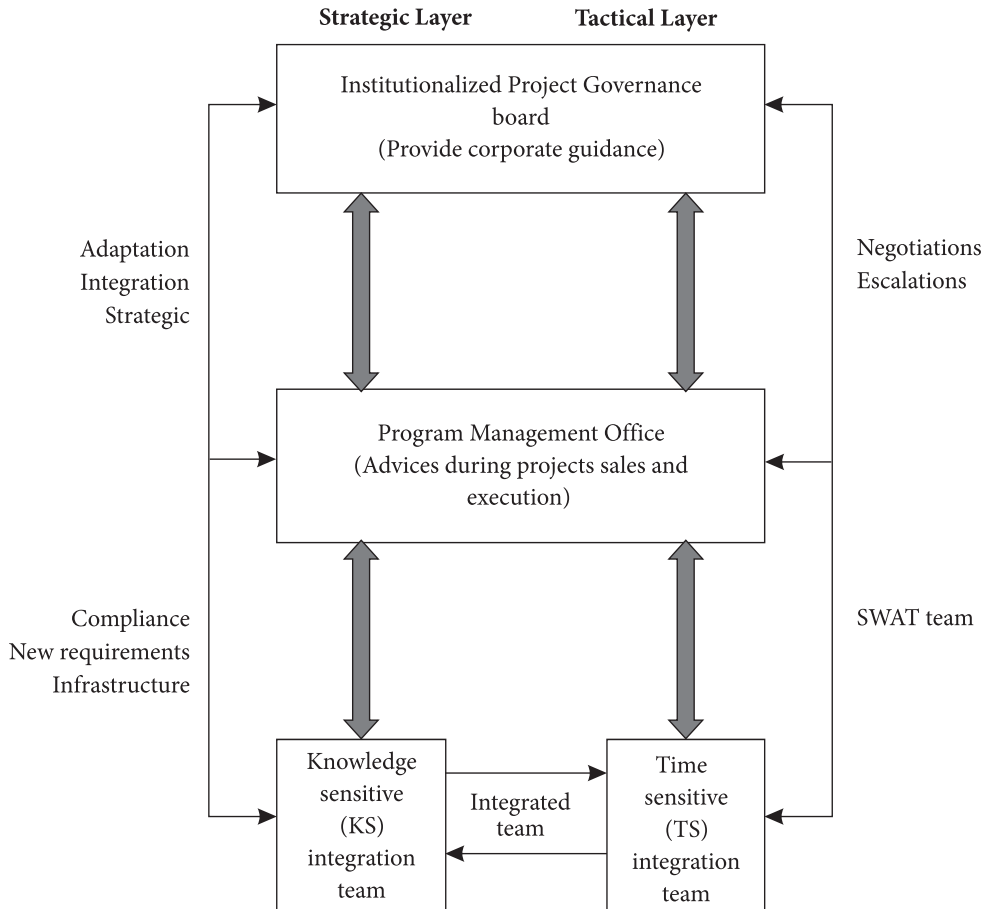 Strategic Layer
Tactical Layer
Institutionalized Project Governance
board
(Provide corporate guidance)
Adaptation
Integration
Strategic
Negotiations
Escalations
Program Management Office
(Advices during projects sales and
execution)
Compliance
New requirements
Infrastructure
SWAT team
Knowledge
sensitive
(KS)
integration
team
Integrated
team
Time
sensitive
(TS)
integration
team